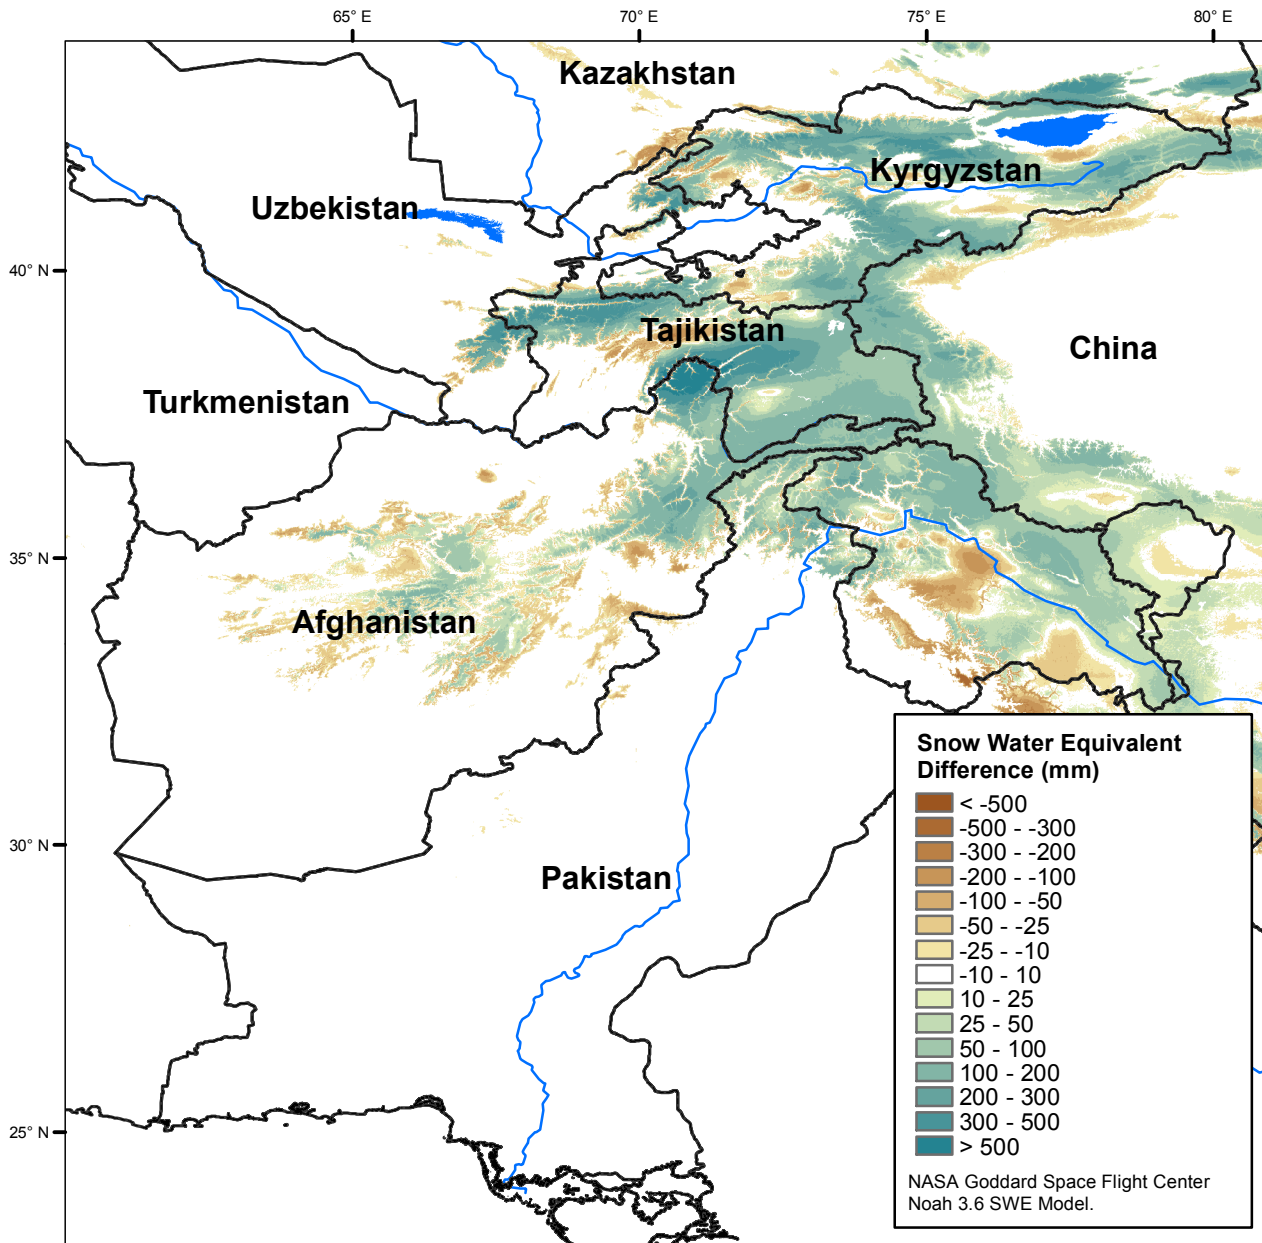 65° E
70° E
75° E
80° E
Kazakhstan
Kyrgyzstan
Uzbekistan
40° N
Tajikistan
China
Turkmenistan
35° N
Afghanistan
Snow Water Equivalent
Difference (mm)
< -500
-500 - -300
-300 - -200
-200 - -100
-100 - -50
-50 - -25
-25 - -10
-10 - 10
10 - 25
25 - 50
50 - 100
100 - 200
200 - 300
300 - 500
> 500
30° N
Pakistan
25° N
NASA Goddard Space Flight Center
Noah 3.6 SWE Model.